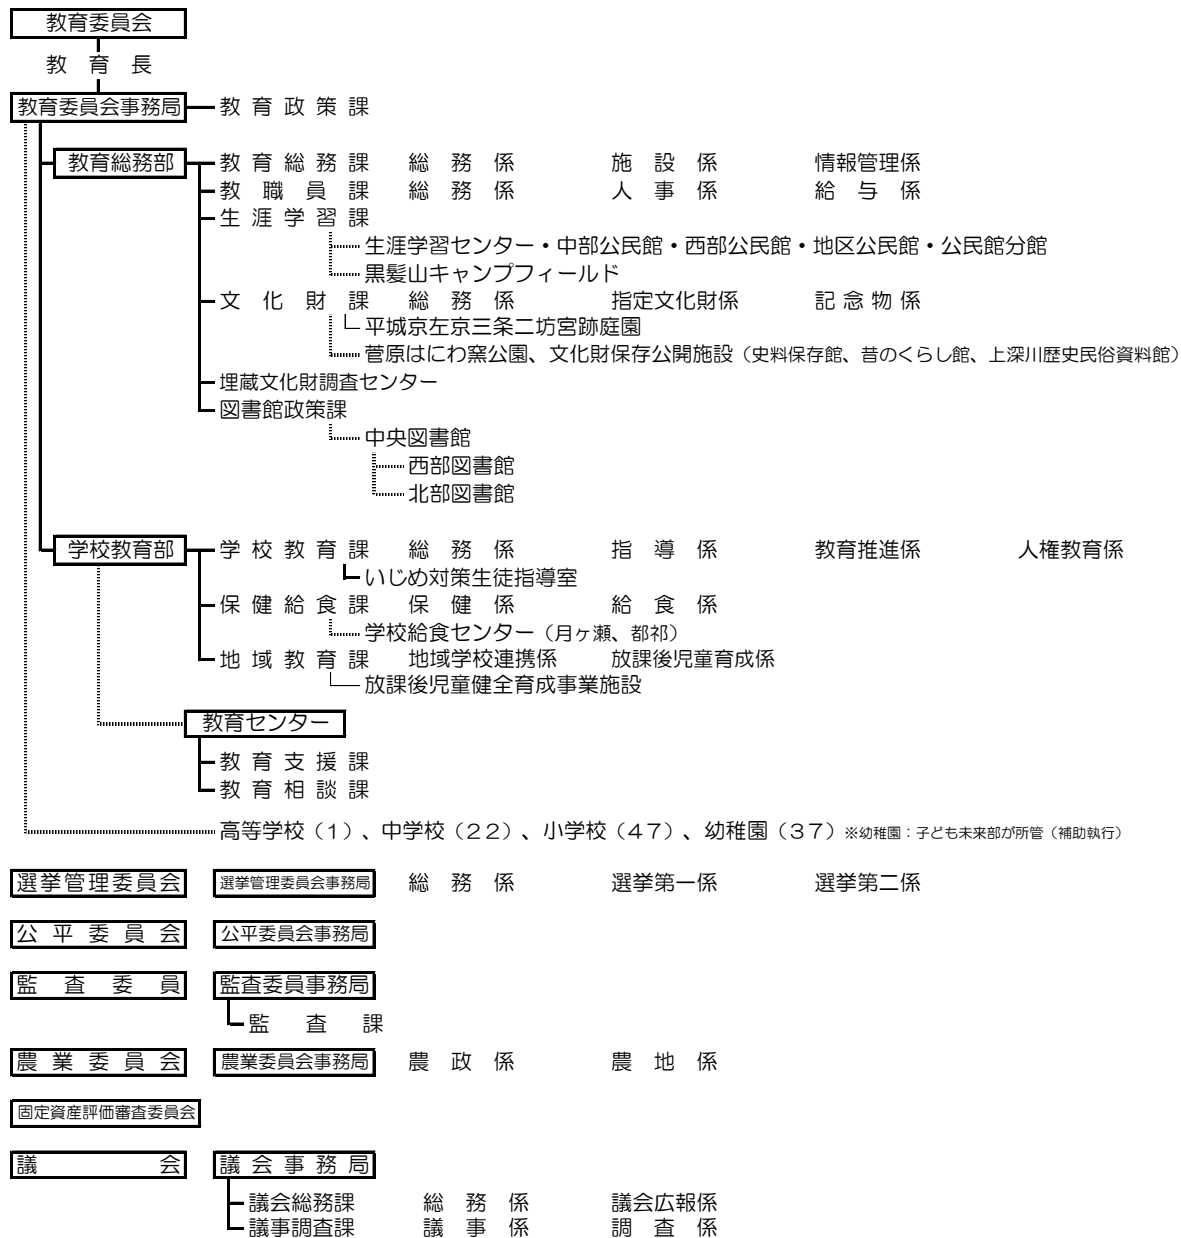 教育委員会
教育長
教育委員会事務局 教育政策課
教育総務部 教育総務課 総務係 施設係 情報管理係
教職員課 総務係 人事係 給与係
生涯学習課
生涯学習センター・中部公民館・西部公民館・地区公民館・公民館分館
黒髪山キャンプフィールド
文化財課 総務係 指定文化財係 記念物係
平城京左京三条二坊宮跡庭園
菅原はにわ窯公園、文化財保存公開施設（史料保存館、昔のくらし館、上深川歴史民俗資料館）
埋蔵文化財調査センター
図書館政策課
中央図書館
西部図書館
北部図書館
学校教育部 学校教育課 総務係 指導係 教育推進係 人権教育係
いじめ対策生徒指導室
保健給食課 保健係 給食係
学校給食センター（月ヶ瀬、都祁）
地域教育課 地域学校連携係 放課後児童育成係
放課後児童健全育成事業施設
教育センター
教育支援課
教育相談課
高等学校（１）、中学校（２２）、小学校（４７）、幼稚園（３７）※幼稚園：子ども未来部が所管（補助執行）
選挙管理委員会 選挙管理委員会事務局 総務係 選挙第一係 選挙第二係
公平委員会 公平委員会事務局
監査委員 監査委員事務局
監査課
農業委員会 農業委員会事務局 農政係 農地係
固定資産評価審査委員会
議会 議会事務局
議会総務課 総務係 議会広報係
議事調査課 議事係 調査係